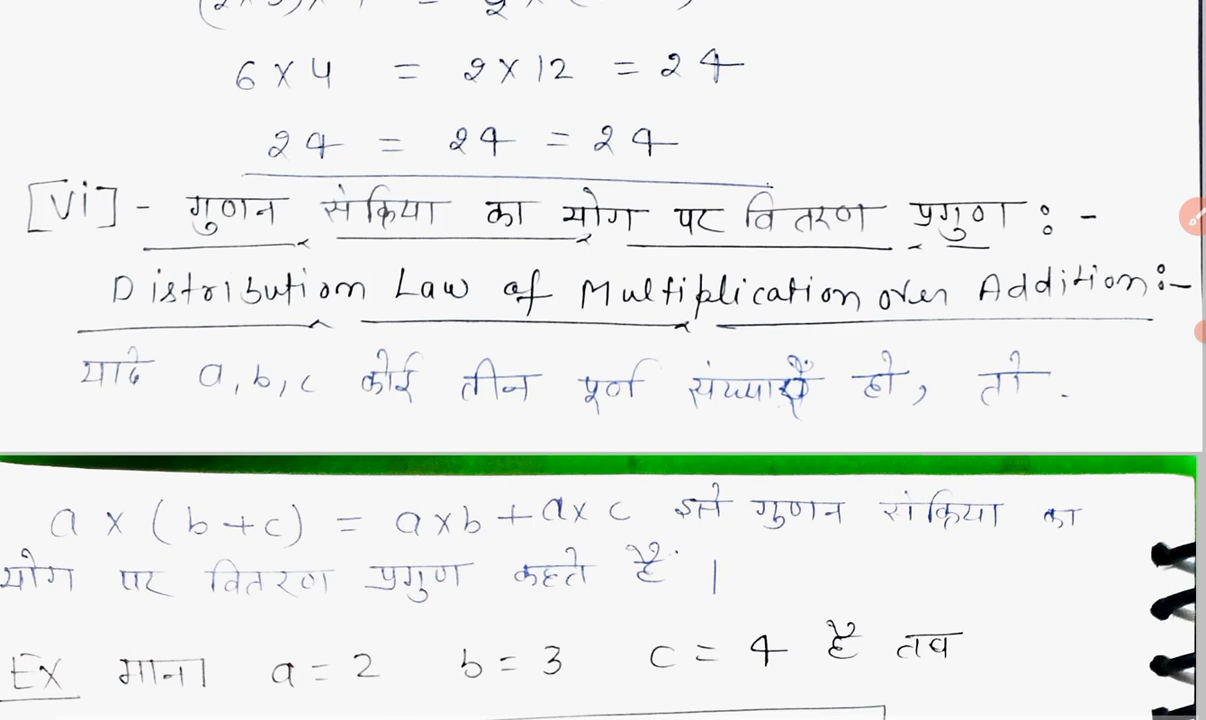 6 X 4 = 2 X 12 = 24
24 = 24 = 24
[Vi] - गुणन संक्रिया का योग पर वितरण प्रगुण : -
Distribution Law of Multiplication over Addition :-
यदि a, b, c कोई तीन पूर्ण संख्याएँ हो, तो .
a x (b + c) = a x b + a x c इसे गुणन संक्रिया का
योग पर वितरण प्रगुण कहते है ।
Ex माना a = 2 b = 3 c = 4 है तब